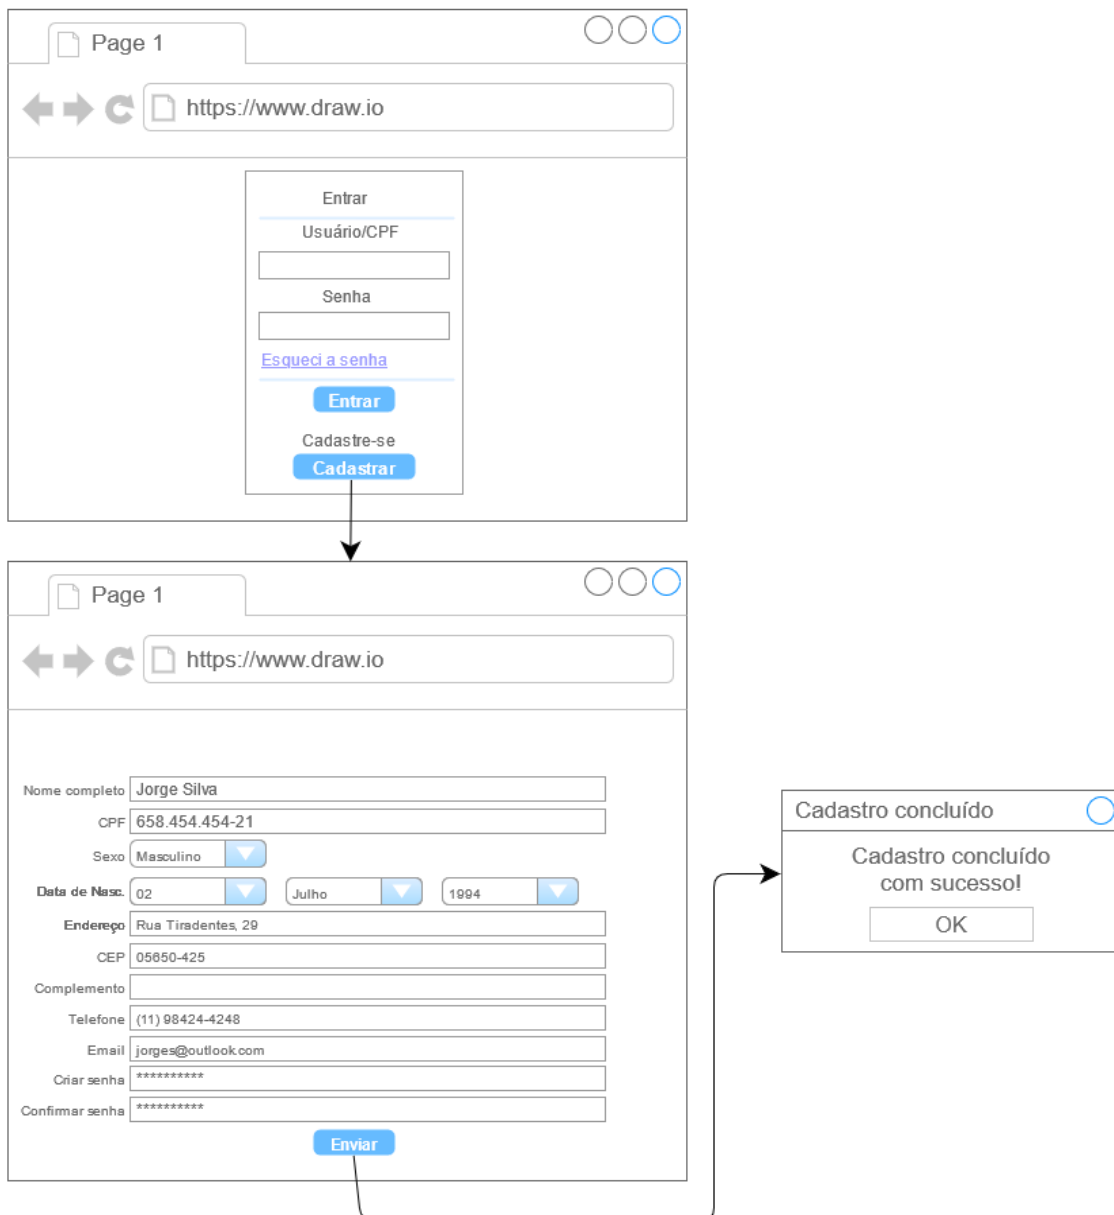 Page 1
https://www.draw.io
Entrar
Usuário/CPF
Senha
Esqueci a senha
Entrar
Cadastre-se
Cadastrar
Page 1
https://www.draw.io
Nome completo Jorge Silva
CPF 658.454.454-21
Sexo Masculino
Data de Nasc. 02 Julho 1994
Endereço Rua Tiradentes, 29
CEP 05650-425
Complemento
Telefone (11) 98424-4248
Email jorges@outlook.com
Criar senha **********
Confirmar senha **********
Enviar
Cadastro concluído
Cadastro concluído
com sucesso!
OK